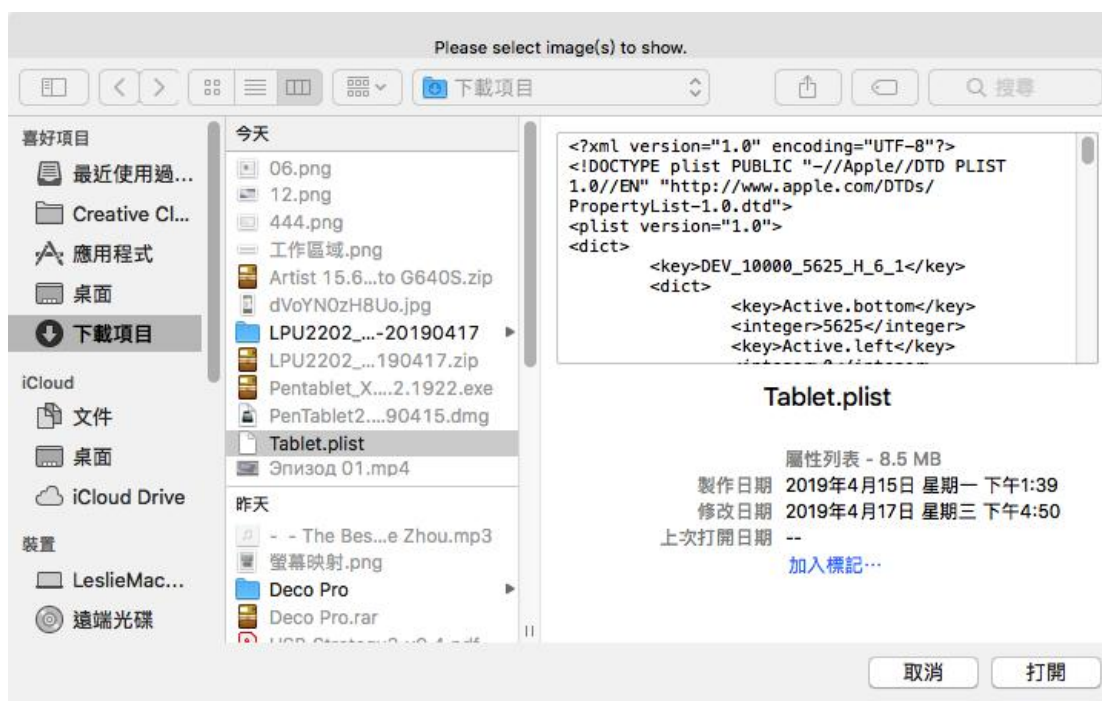 Please select image(s) to show.
下載項目
搜尋
喜好項目
最近使用過...
Creative Cl...
應用程式
桌面
下載項目
iCloud
文件
桌面
iCloud Drive
裝置
LeslieMac...
遠端光碟
今天
06.png
12.png
444.png
工作區域.png
Artist 15.6...to G640S.zip
dVoYN0zH8Uo.jpg
LPU2202_...-20190417
LPU2202_...190417.zip
Pentablet_X....2.1922.exe
PenTablet2....90415.dmg
Tablet.plist
Эпизод 01.mp4
昨天
- - The Bes...e Zhou.mp3
螢幕映射.png
Deco Pro
Deco Pro.rar
<?xml version="1.0" encoding="UTF-8"?>
<!DOCTYPE plist PUBLIC "-//Apple//DTD PLIST
1.0//EN" "http://www.apple.com/DTDs/
PropertyList-1.0.dtd">
<plist version="1.0">
<dict>
<key>DEV_10000_5625_H_6_1</key>
<dict>
<key>Active.bottom</key>
<integer>5625</integer>
<key>Active.left</key>
Tablet.plist
屬性列表 - 8.5 MB
製作日期 2019年4月15日 星期一 下午1:39
修改日期 2019年4月17日 星期三 下午4:50
上次打開日期 --
加入標記...
取消
打開